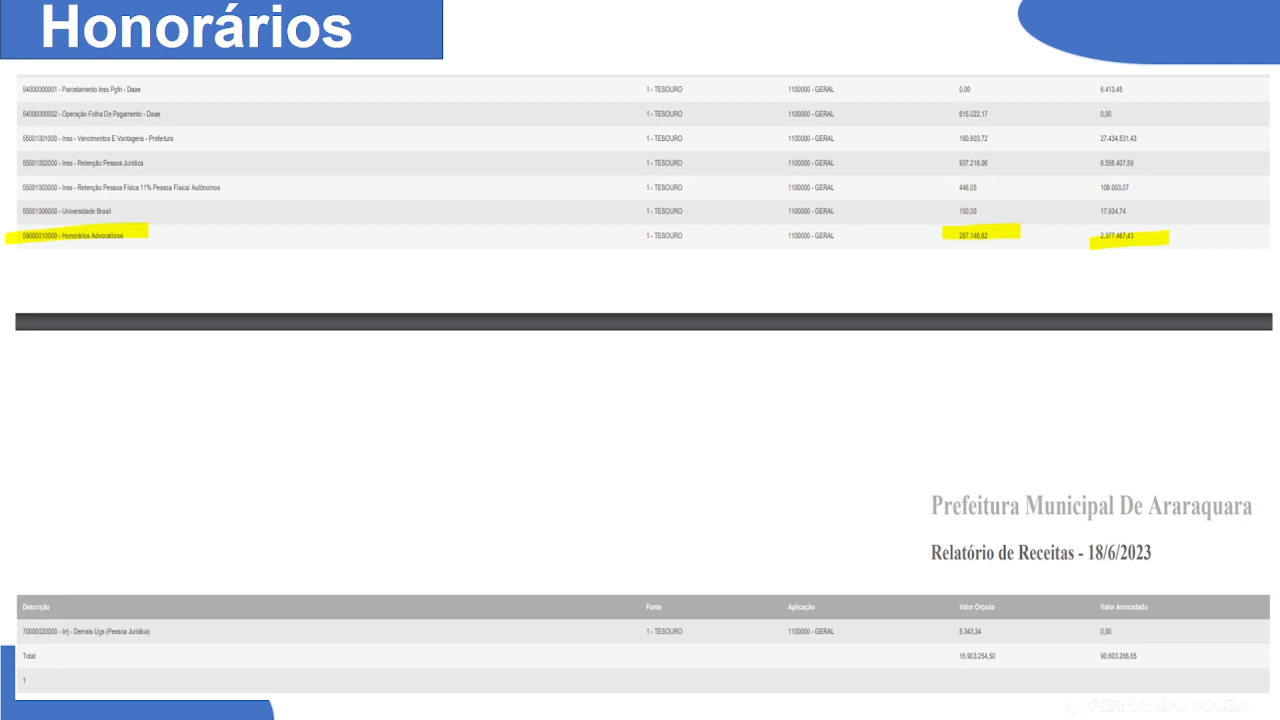 Honorários
54000000001 - Parcelamento Inss Pgfn - Daae 1 - TESOURO 1100000 - GERAL 0,00 6.413,45
54000000002 - Operação Folha De Pagamento - Daae 1 - TESOURO 1100000 - GERAL 615.022,17 0,00
55001001000 - Inss - Vencimentos E Vantagens - Prefeitura 1 - TESOURO 1100000 - GERAL 160.803,72 27.434.531,43
55001002000 - Inss - Retenção Pessoa Jurídica 1 - TESOURO 1100000 - GERAL 937.218,06 6.556.407,59
55001003000 - Inss - Retenção Pessoa Física 11% Pessoa Física/ Autônomos 1 - TESOURO 1100000 - GERAL 446,05 108.003,07
55001006000 - Universidade Brasil 1 - TESOURO 1100000 - GERAL 150,00 17.934,74
59000010000 - Honorários Advocatícios 1 - TESOURO 1100000 - GERAL 297.146,62 2.377.467,43
Prefeitura Municipal De Araraquara
Relatório de Receitas - 18/6/2023
Descrição Fonte Aplicação Valor Orçado Valor Arrecadado
70000020000 - Irrj - Demais Ugs (Pessoa Jurídica) 1 - TESOURO 1100000 - GERAL 5.343,34 0,00
Total: 16.903.254,50 90.603.266,65
1
FERNANDO SOUZA